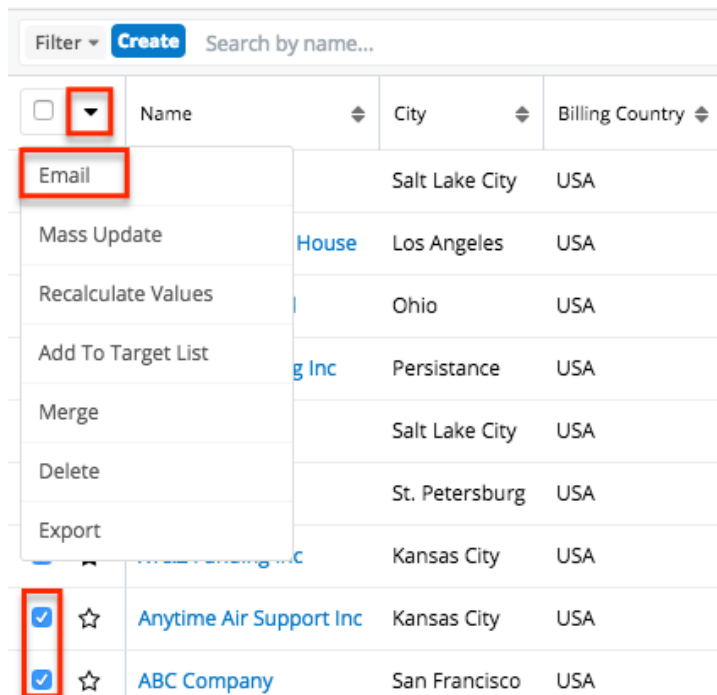 Filter Create Search by name...
Name City Billing Country
Email Salt Lake City USA
Mass Update House Los Angeles USA
Recalculate Values Ohio USA
Add To Target List g Inc Persistance USA
Merge Salt Lake City USA
Delete St. Petersburg USA
Export Kansas City USA
Anytime Air Support Inc Kansas City USA
ABC Company San Francisco USA